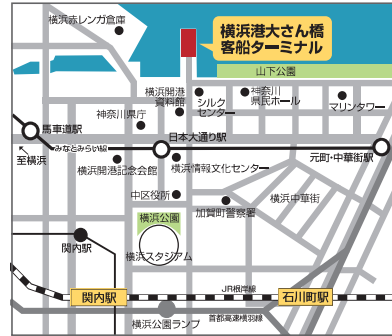 横浜赤レンガ倉庫
横浜港大さん橋
客船ターミナル
山下公園
横浜開港
資料館
シルク
センター
神奈川
県民ホール
マリンタワー
神奈川県庁
馬車道駅
日本大通り駅
みなとみらい線
元町・中華街駅
至横浜
横浜開港記念会館
横浜情報文化センター
中区役所
加賀町警察署
横浜中華街
横浜公園
関内駅
横浜スタジアム
JR根岸線
関内駅
石川町駅
横浜公園ランプ
首都高速横羽線